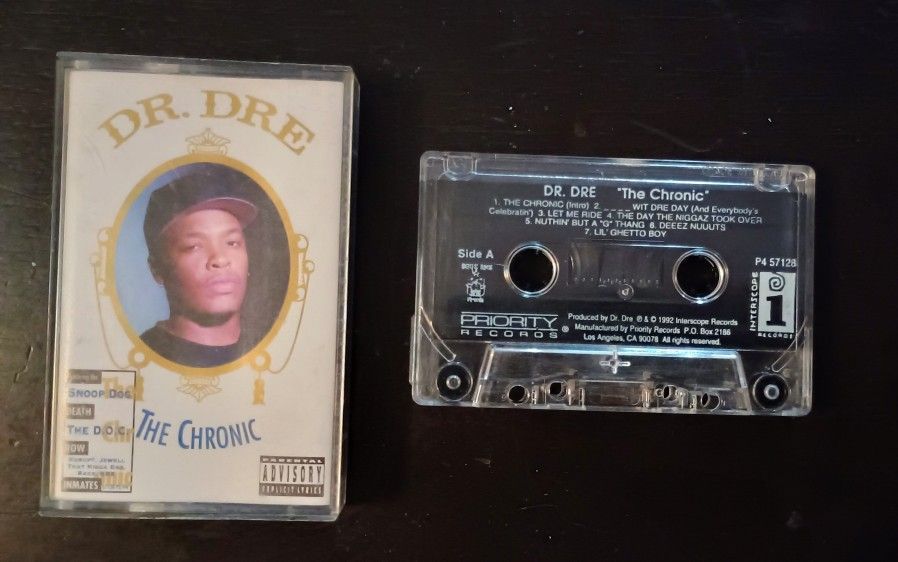 DR. DRE
THE CHRONIC
SNOOP DOG
DEATH
THE D.O.C.
ROW
INMATES
PARENTAL
ADVISORY
EXPLICIT LYRICS
DR. DRE "The Chronic"
1. THE CHRONIC (Intro) 2. _ _ _ _ WIT DRE DAY (And Everybody's
Celebratin') 3. LET ME RIDE 4. THE DAY THE NIGGAZ TOOK OVER
5. NUTHIN' BUT A "G" THANG 6. DEEEZ NUUUTS
7. LIL' GHETTO BOY
Side A
P4 57128
INTERSCOPE
1
RECORDS
PRIORITY
RECORDS®
Produced by Dr. Dre ℗ & © 1992 Interscope Records
Manufactured by Priority Records P.O. Box 2186
Los Angeles, CA 90078 All rights reserved.